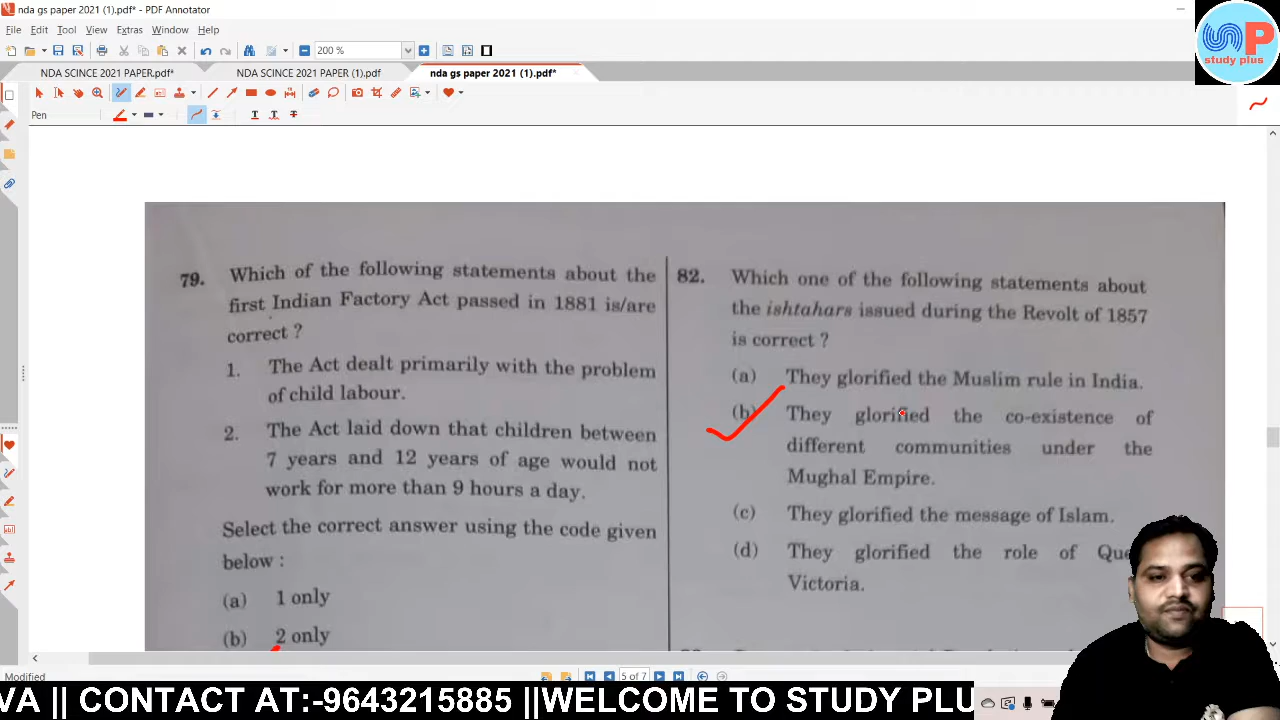 nda gs paper 2021 (1).pdf* - PDF Annotator
File Edit Tool View Extras Window Help
200 %
NDA SCINCE 2021 PAPER.pdf*
NDA SCIENCE 2021 PAPER (1).pdf
nda gs paper 2021 (1).pdf*
Pen
SP
study plus
79. Which of the following statements about the
first Indian Factory Act passed in 1881 is/are
correct ?
1. The Act dealt primarily with the problem
of child labour.
2. The Act laid down that children between
7 years and 12 years of age would not
work for more than 9 hours a day.
Select the correct answer using the code given
below :
(a) 1 only
(b) 2 only
82. Which one of the following statements about
the ishtahars issued during the Revolt of 1857
is correct ?
(a) They glorified the Muslim rule in India.
(b) They glorified the co-existence of
different communities under the
Mughal Empire.
(c) They glorified the message of Islam.
(d) They glorified the role of
Victoria.
Modified
5 of 7
VA || CONTACT AT:-9643215885 ||WELCOME TO STUDY PLU